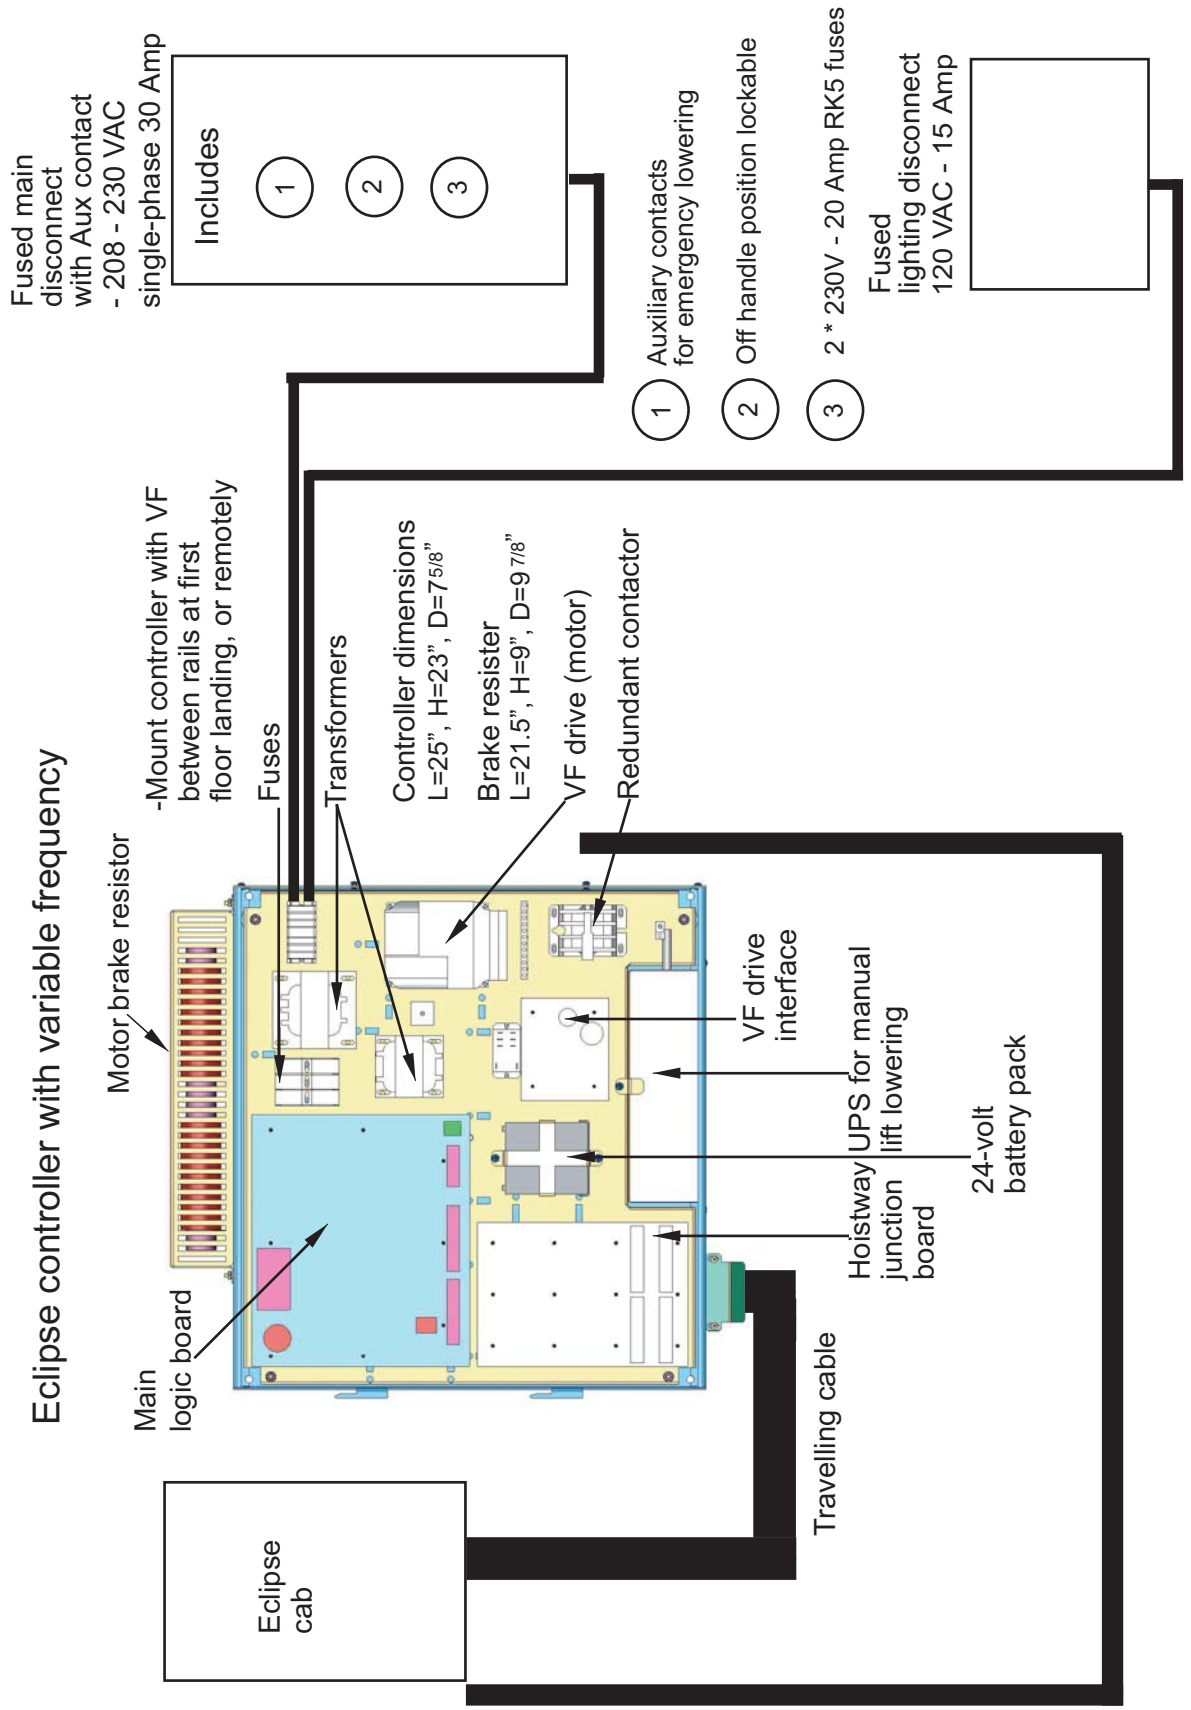 Eclipse controller with variable frequency
Fused main
disconnect
with Aux contact
- 208 - 230 VAC
single-phase 30 Amp
Includes
1
2
3
1
Auxiliary contacts
for emergency lowering
2
Off handle position lockable
3
2 * 230V - 20 Amp RK5 fuses
Fused
lighting disconnect
120 VAC - 15 Amp
Motor brake resistor
-Mount controller with VF
between rails at first
floor landing, or remotely
Fuses
Transformers
Controller dimensions
L=25”, H=23”, D=7 5/8”
Brake resister
L=21.5”, H=9”, D=9 7/8”
VF drive (motor)
Redundant contactor
Main
logic board
VF drive
interface
UPS for manual
lift lowering
Hoistway
junction
board
24-volt
battery pack
Travelling cable
Eclipse
cab